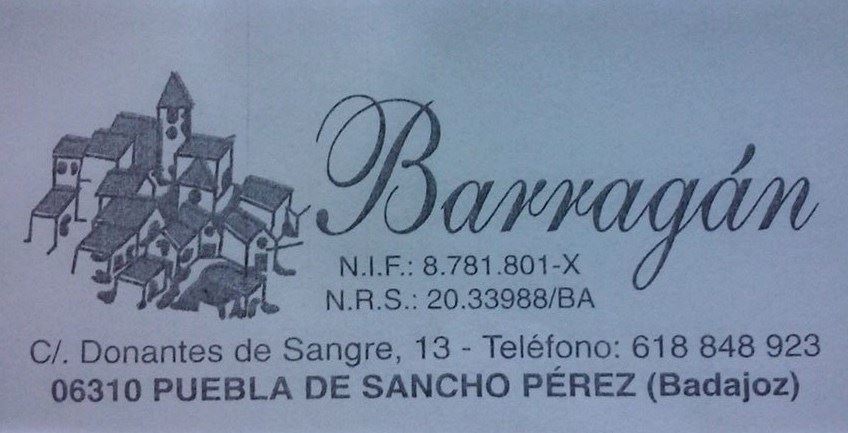 Barragán
N.I.F.: 8.781.801-X
N.R.S.: 20.33988/BA
C/. Donantes de Sangre, 13 - Teléfono: 618 848 923
06310 PUEBLA DE SANCHO PÉREZ (Badajoz)